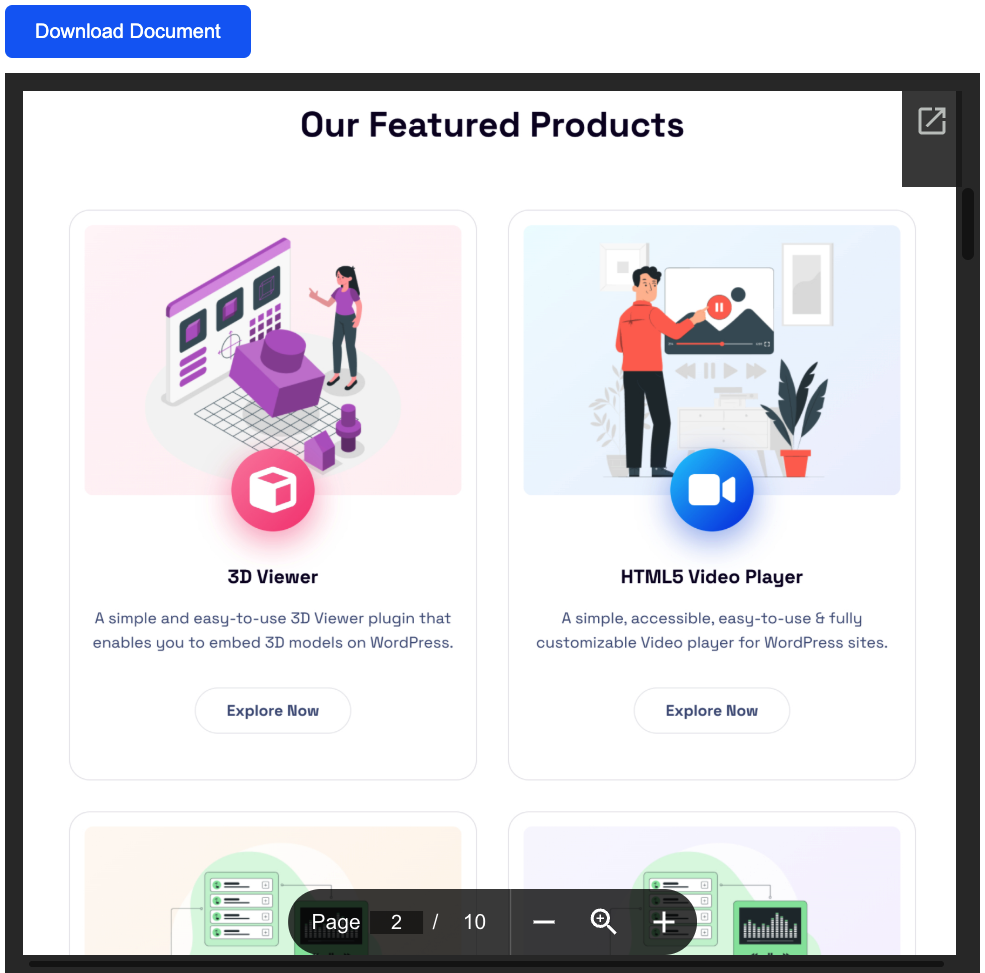 Download Document
Our Featured Products
3D Viewer
A simple and easy-to-use 3D Viewer plugin that
enables you to embed 3D models on WordPress.
Explore Now
HTML5 Video Player
A simple, accessible, easy-to-use & fully
customizable Video player for WordPress sites.
Explore Now
Page 2 / 10